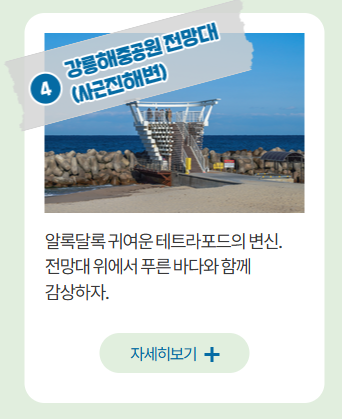 4
강릉해중공원 전망대
(사근진해변)
알록달록 귀여운 테트라포드의 변신.
전망대 위에서 푸른 바다와 함께
감상하자.
자세히보기 +